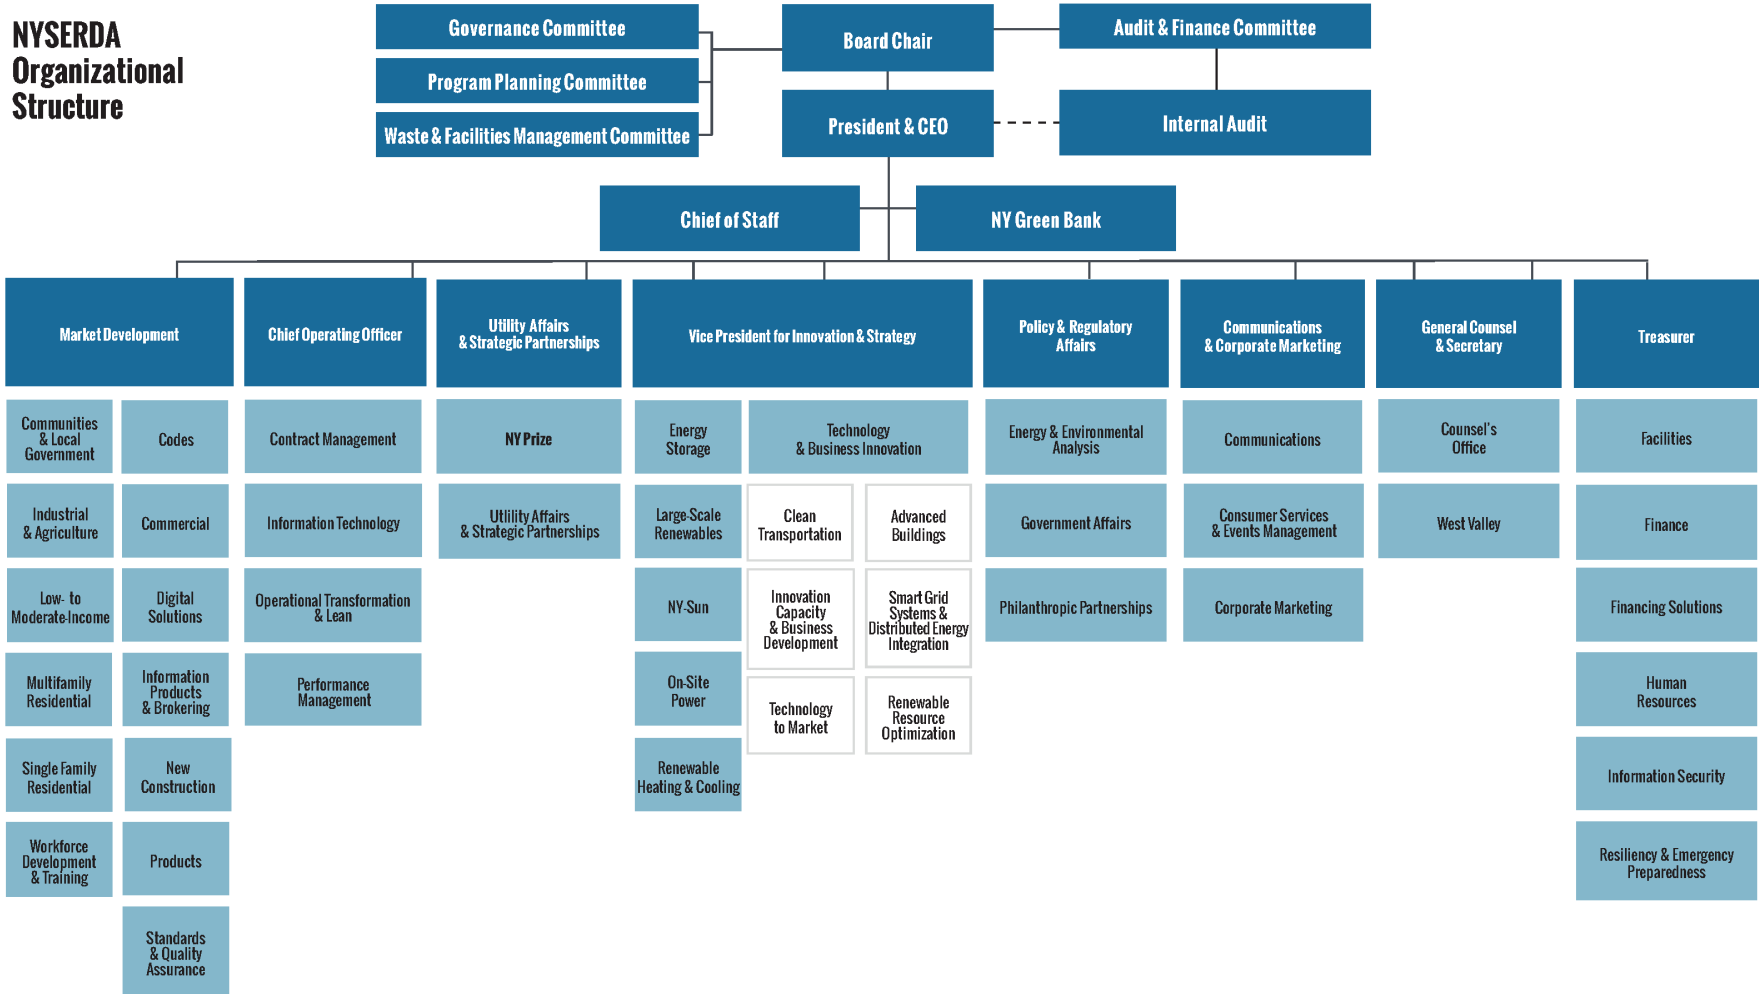 NYSERDA
Organizational
Structure
Governance Committee
Program Planning Committee
Waste & Facilities Management Committee
Board Chair
President & CEO
Audit & Finance Committee
Internal Audit
Chief of Staff
NY Green Bank
Market Development
Communities
& Local
Government
Codes
Industrial
& Agriculture
Commercial
Low- to
Moderate-Income
Digital
Solutions
Multifamily
Residential
Information
Products
& Brokering
Single Family
Residential
New
Construction
Workforce
Development
& Training
Products
Standards
& Quality
Assurance
Chief Operating Officer
Contract Management
Information Technology
Operational Transformation
& Lean
Performance
Management
Utility Affairs
& Strategic Partnerships
NY Prize
Utlility Affairs
& Strategic Partnerships
Vice President for Innovation & Strategy
Energy
Storage
Large-Scale
Renewables
NY-Sun
On-Site
Power
Renewable
Heating & Cooling
Technology
& Business Innovation
Clean
Transportation
Advanced
Buildings
Innovation
Capacity
& Business
Development
Smart Grid
Systems &
Distributed Energy
Integration
Technology
to Market
Renewable
Resource
Optimization
Policy & Regulatory
Affairs
Energy & Environmental
Analysis
Government Affairs
Philanthropic Partnerships
Communications
& Corporate Marketing
Communications
Consumer Services
& Events Management
Corporate Marketing
General Counsel
& Secretary
Counsel's
Office
West Valley
Treasurer
Facilities
Finance
Financing Solutions
Human
Resources
Information Security
Resiliency & Emergency
Preparedness